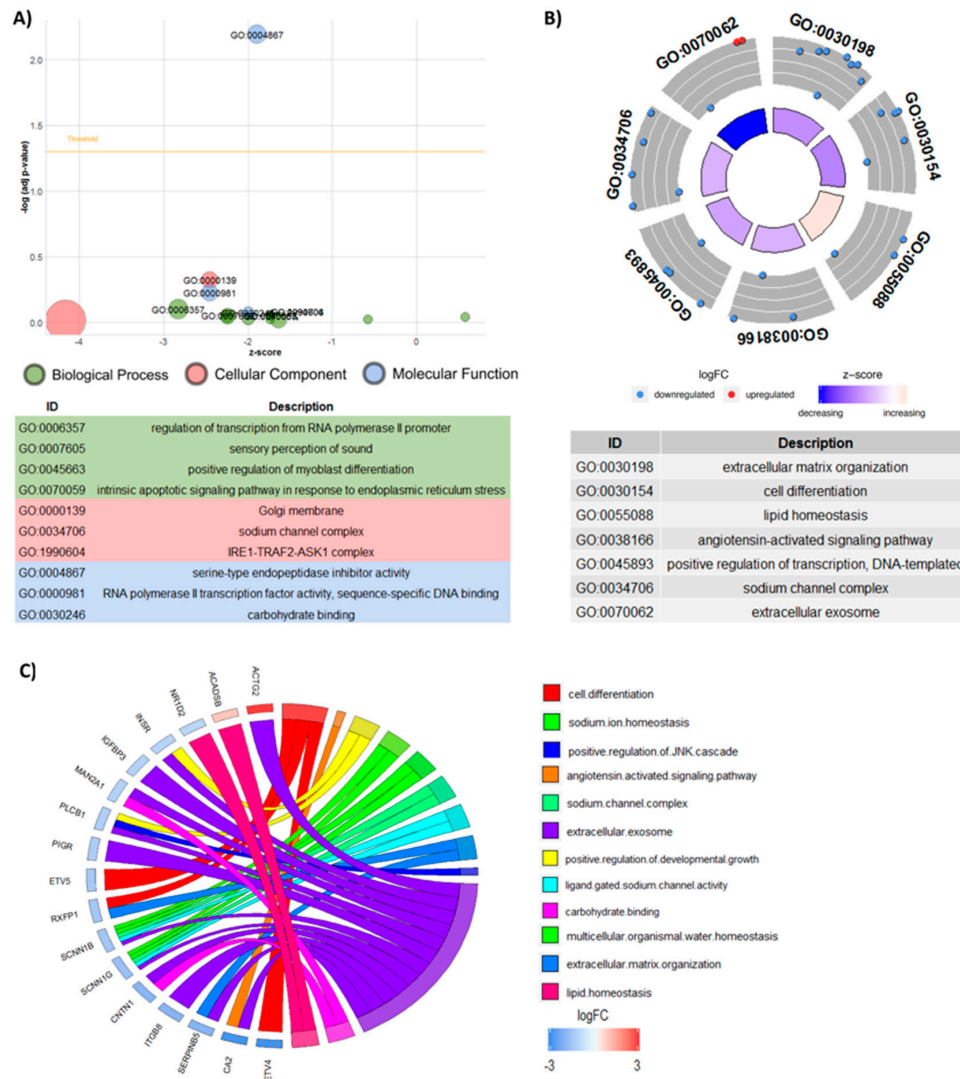 A)
GO:0004867
2.0
1.5
Threshold
1.0
0.5
0.0
-log (adj p-value)
GO:0000139
GO:0000981
GO:0006357
-4
-3
-2
-1
0
z-score
Biological Process
Cellular Component
Molecular Function
ID Description
GO:0006357 regulation of transcription from RNA polymerase II promoter
GO:0007605 sensory perception of sound
GO:0045663 positive regulation of myoblast differentiation
GO:0070059 intrinsic apoptotic signaling pathway in response to endoplasmic reticulum stress
GO:0000139 Golgi membrane
GO:0034706 sodium channel complex
GO:1990604 IRE1-TRAF2-ASK1 complex
GO:0004867 serine-type endopeptidase inhibitor activity
GO:0000981 RNA polymerase II transcription factor activity, sequence-specific DNA binding
GO:0030246 carbohydrate binding
B)
GO:0070062
GO:0030198
GO:0030154
GO:0055088
GO:0038166
GO:0045893
GO:0034706
logFC
downregulated
upregulated
z-score
decreasing
increasing
ID Description
GO:0030198 extracellular matrix organization
GO:0030154 cell differentiation
GO:0055088 lipid homeostasis
GO:0038166 angiotensin-activated signaling pathway
GO:0045893 positive regulation of transcription, DNA-templated
GO:0034706 sodium channel complex
GO:0070062 extracellular exosome
C)
ACTG2
ACADSB
NR1D2
INSR
IGFBP3
MAN2A1
PLCB1
PIGR
ETV5
RXFP1
SCNN1B
SCNN1G
CNTN1
ITGB8
SERPINB5
CA2
ETV4
cell.differentiation
sodium.ion.homeostasis
positive.regulation.of.JNK.cascade
angiotensin.activated.signaling.pathway
sodium.channel.complex
extracellular.exosome
positive.regulation.of.developmental.growth
ligand.gated.sodium.channel.activity
carbohydrate.binding
multicellular.organismal.water.homeostasis
extracellular.matrix.organization
lipid.homeostasis
logFC
-3
3